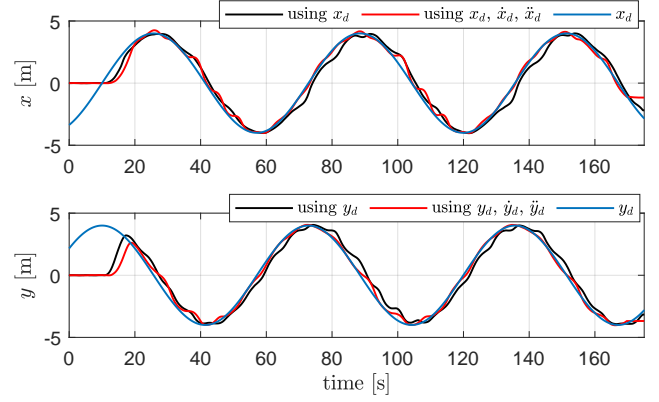 using x_d using x_d, ẋ_d, ẍ_d x_d
5
0
-5
x [m]
0 20 40 60 80 100 120 140 160
using y_d using y_d, ẏ_d, ÿ_d y_d
5
0
-5
y [m]
0 20 40 60 80 100 120 140 160
time [s]